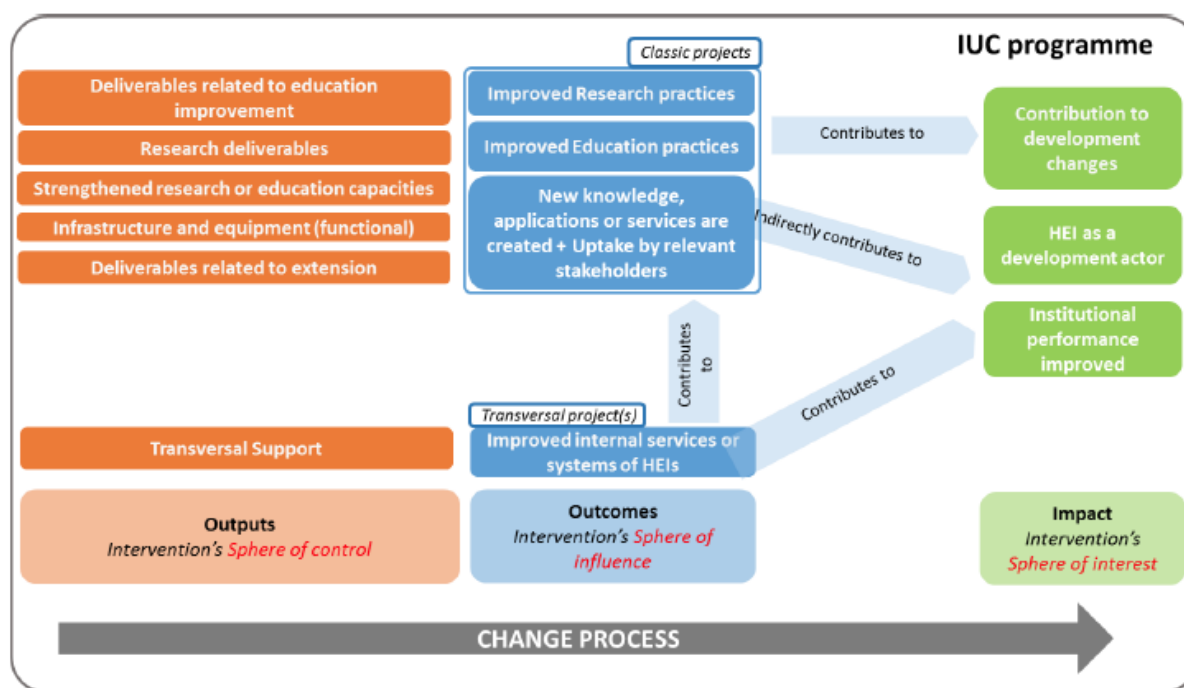 IUC programme
Classic projects
Deliverables related to education
improvement
Research deliverables
Strengthened research or education capacities
Infrastructure and equipment (functional)
Deliverables related to extension
Improved Research practices
Improved Education practices
New knowledge,
applications or services are
created + Uptake by relevant
stakeholders
Contributes to
Indirectly contributes to
Contribution to
development
changes
HEI as a
development actor
Institutional
performance
improved
Contributes
to
Contributes to
Transversal project(s)
Transversal Support
Improved internal services or
systems of HEIs
Outputs
Intervention's Sphere of control
Outcomes
Intervention's Sphere of
influence
Impact
Intervention's
Sphere of interest
CHANGE PROCESS